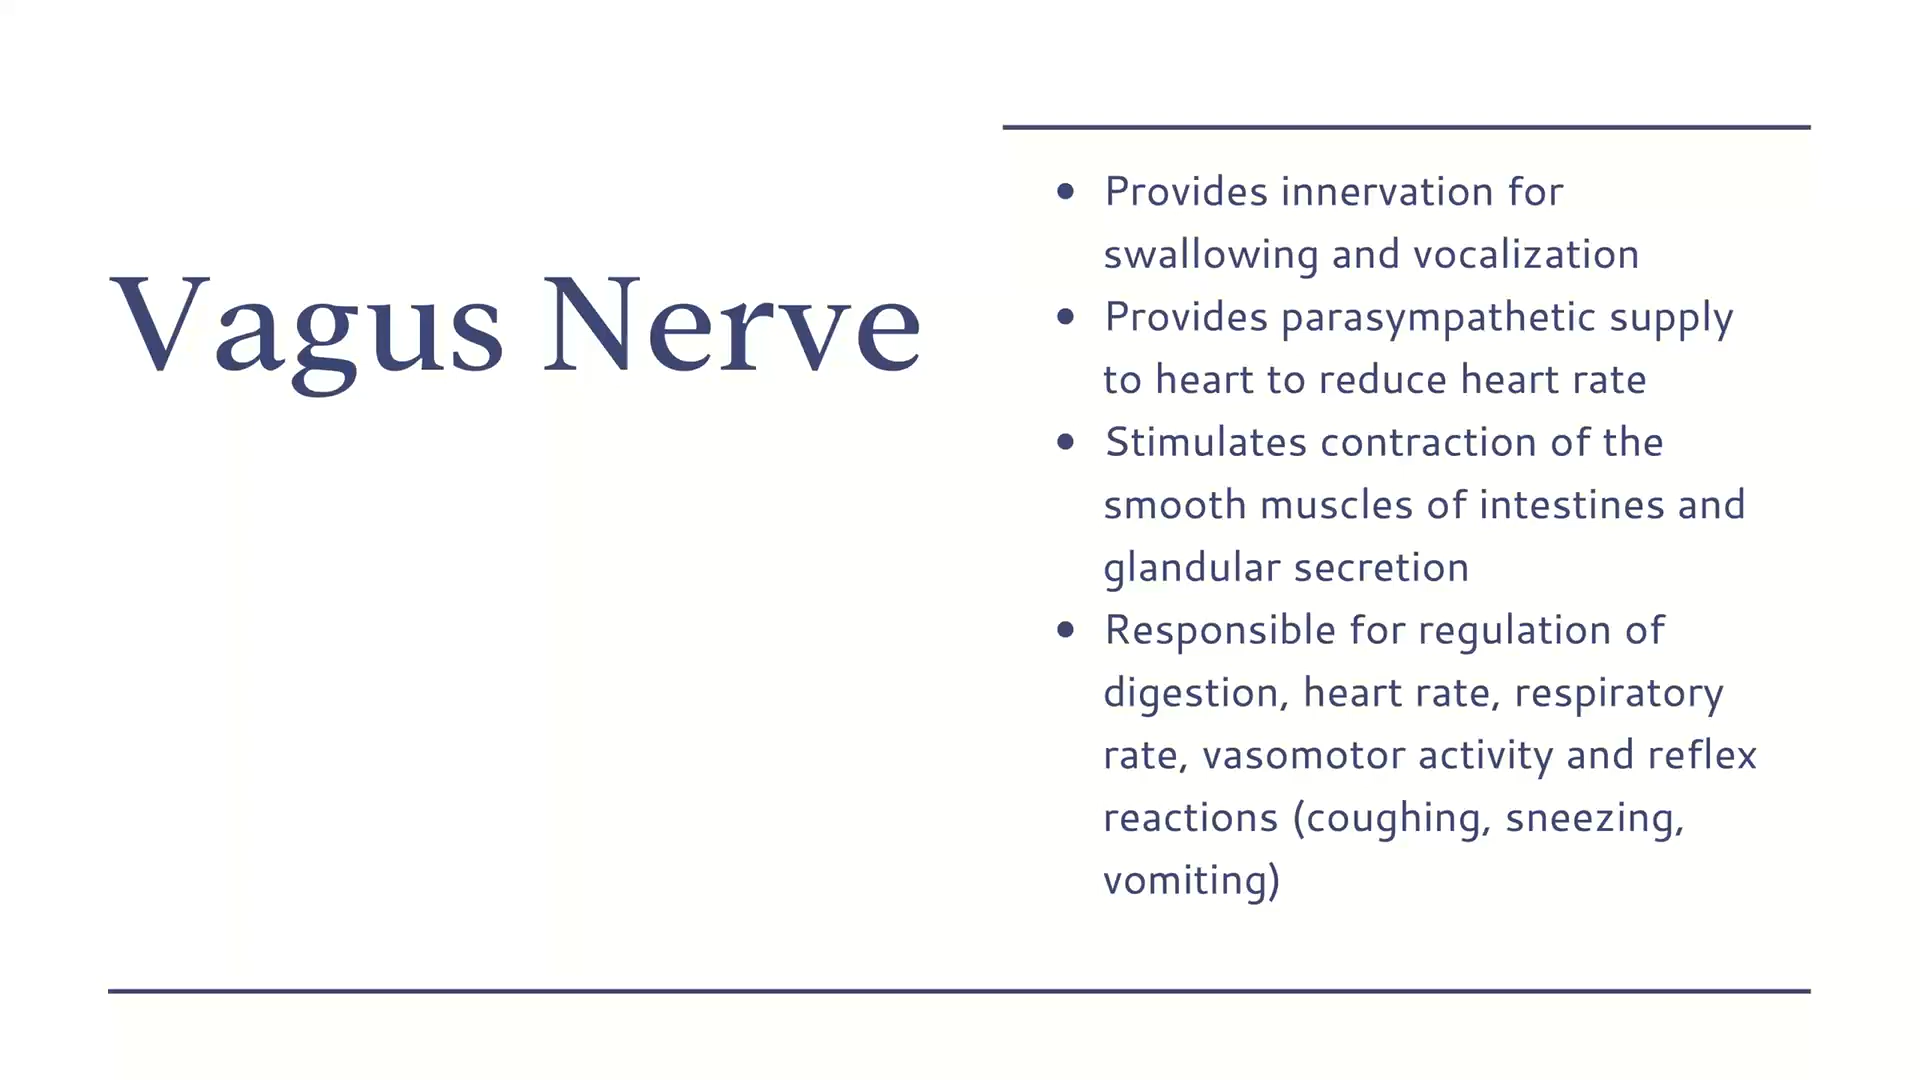 Vagus Nerve
• Provides innervation for
swallowing and vocalization
• Provides parasympathetic supply
to heart to reduce heart rate
• Stimulates contraction of the
smooth muscles of intestines and
glandular secretion
• Responsible for regulation of
digestion, heart rate, respiratory
rate, vasomotor activity and reflex
reactions (coughing, sneezing,
vomiting)